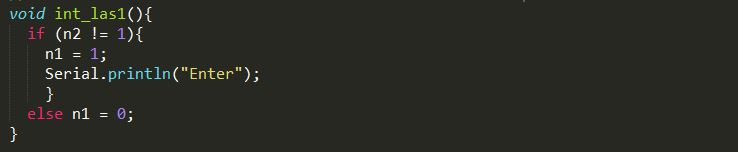 void int_las1(){
  if (n2 != 1){
    n1 = 1;
    Serial.println("Enter");
    }
  else n1 = 0;
}